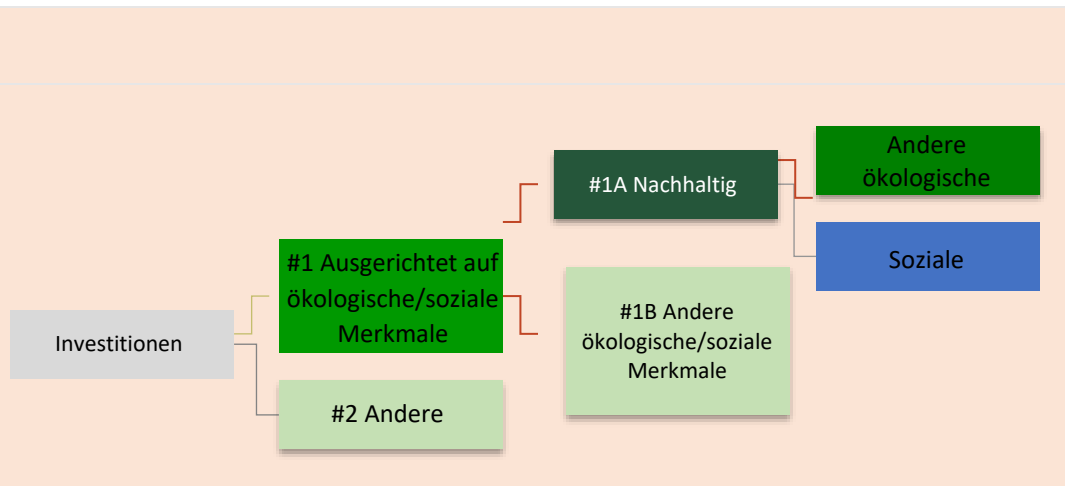 Investitionen
#1 Ausgerichtet auf
ökologische/soziale
Merkmale
#2 Andere
#1A Nachhaltig
#1B Andere
ökologische/soziale
Merkmale
Andere
ökologische
Soziale